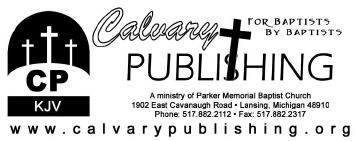 CP
KJV
Calvary
PUBLISHING
FOR BAPTISTS
BY BAPTISTS
A ministry of Parker Memorial Baptist Church
1902 East Cavanaugh Road • Lansing, Michigan 48910
Phone: 517.882.2112 • Fax: 517.882.2317
www.calvarypublishing.org